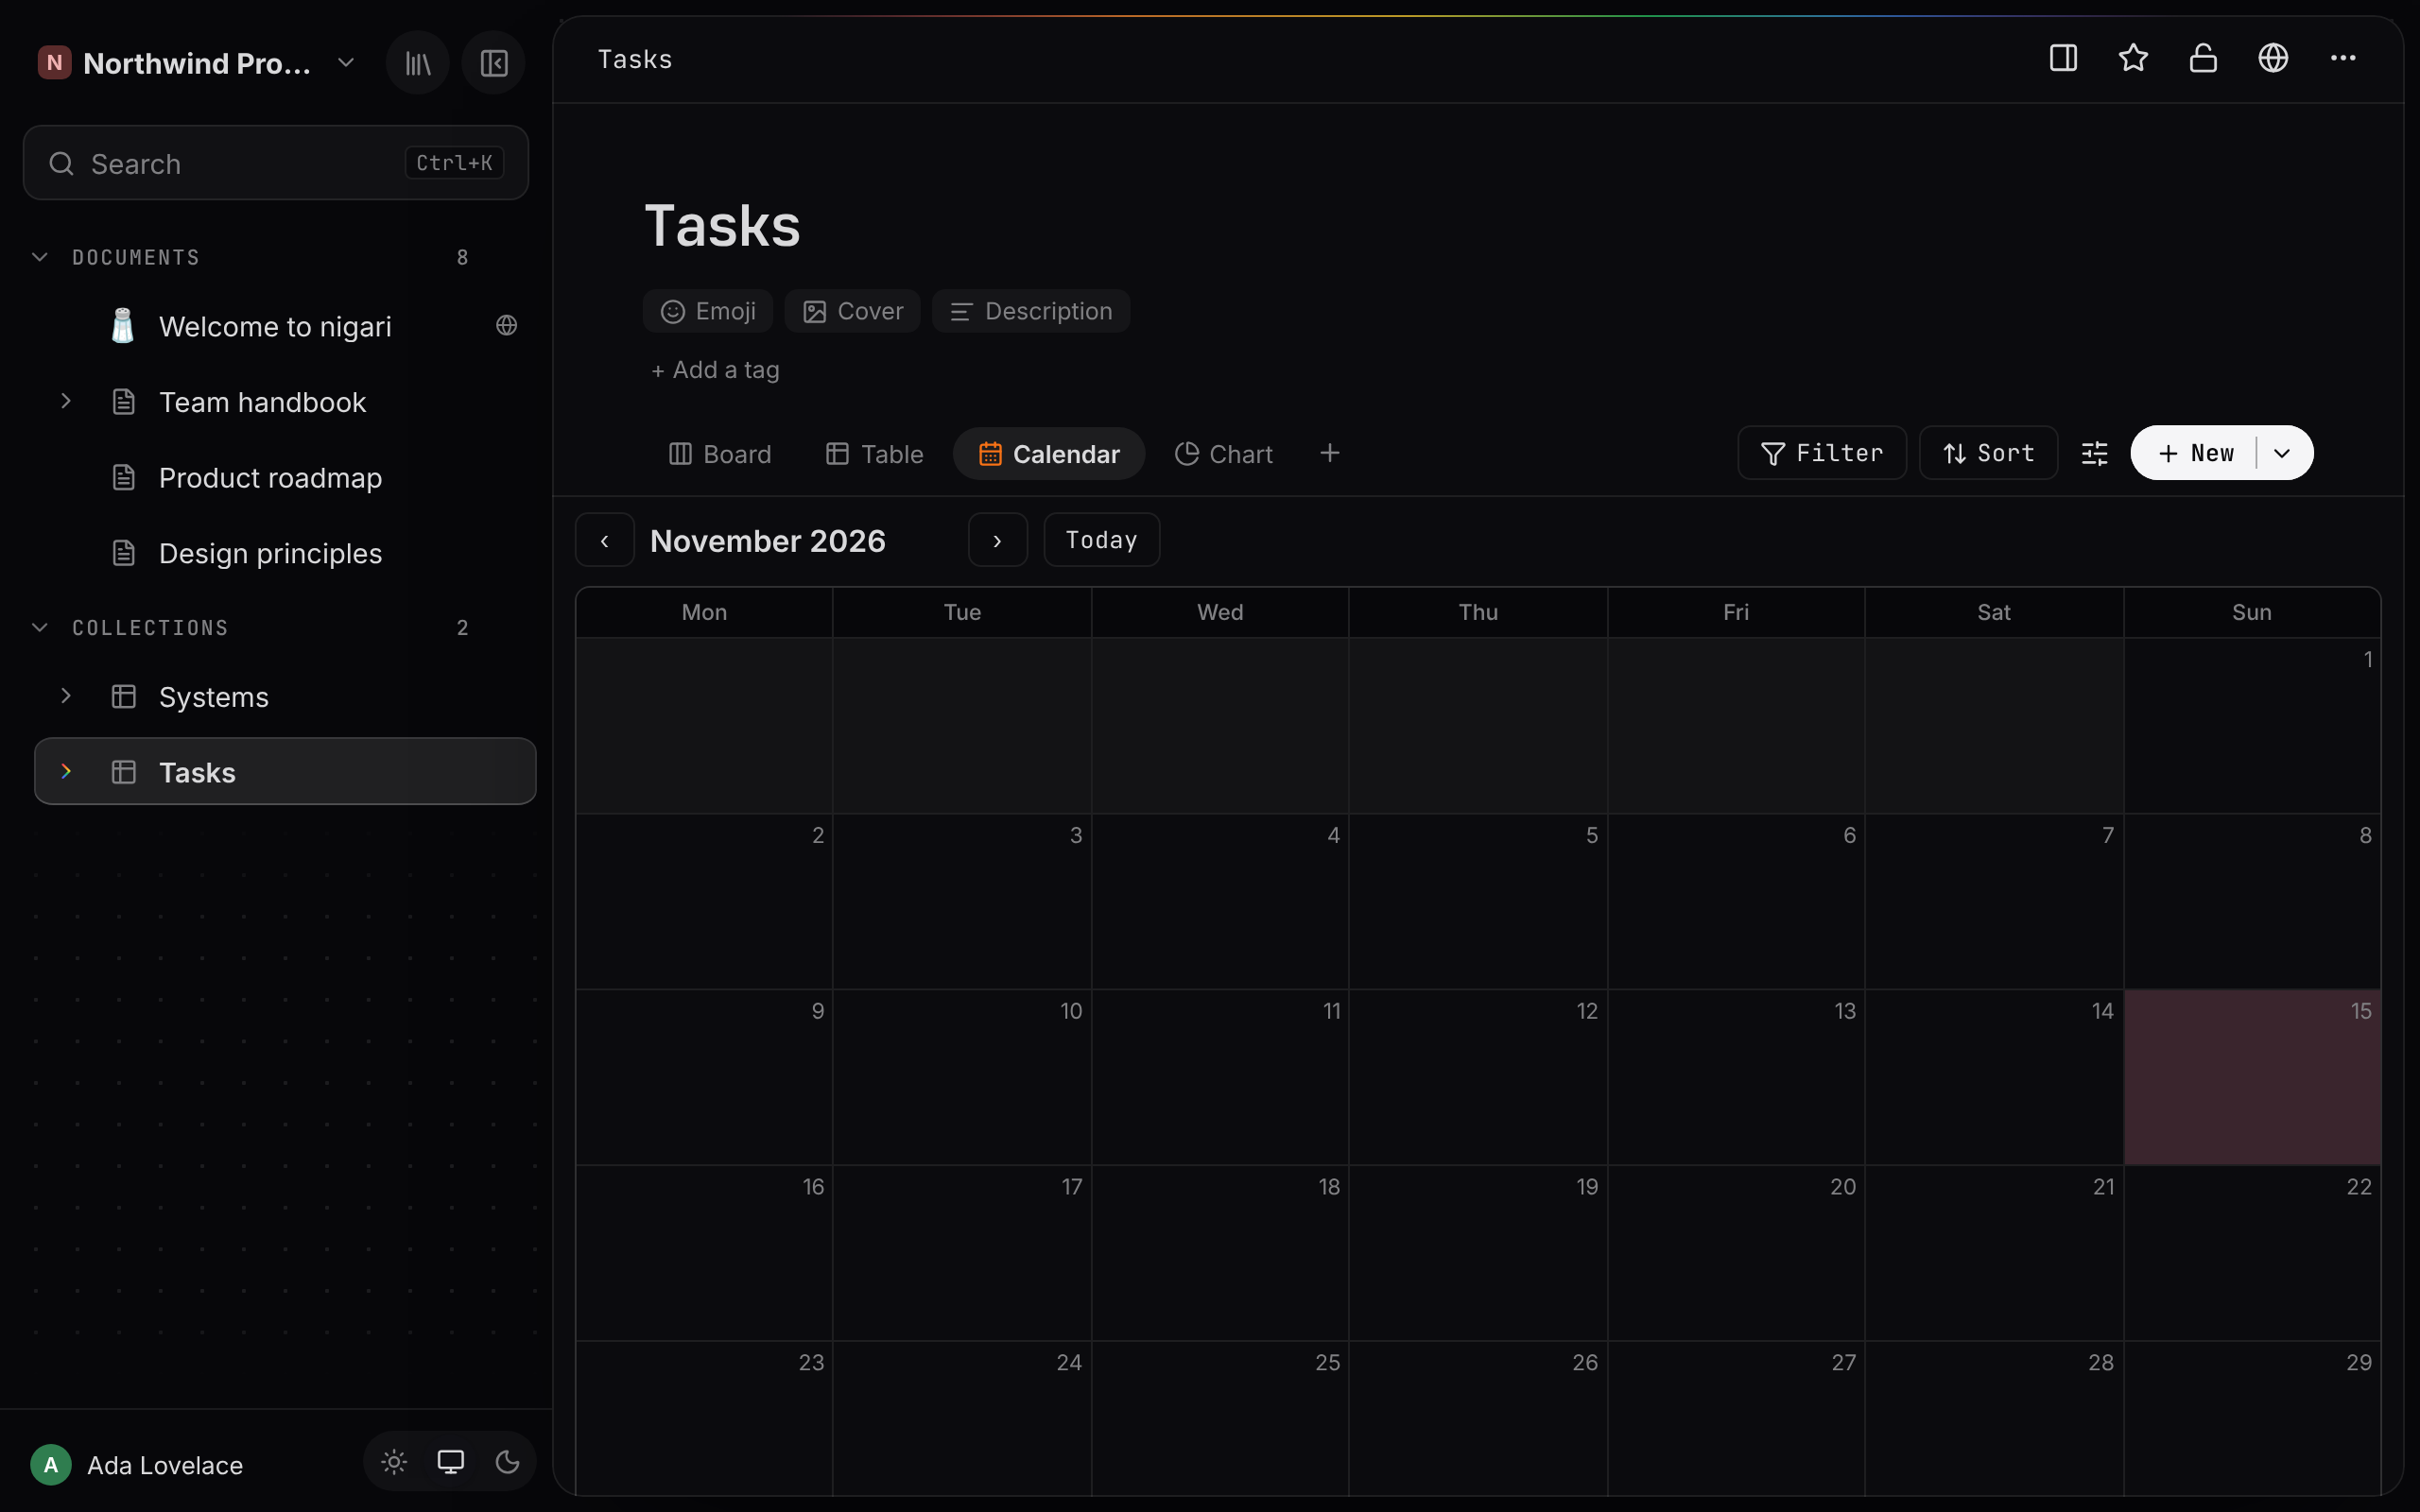 N Northwind Pro...
Search Ctrl+K
DOCUMENTS 8
Welcome to nigari
Team handbook
Product roadmap
Design principles
COLLECTIONS 2
Systems
Tasks
A Ada Lovelace
Tasks
Tasks
Emoji Cover Description
+ Add a tag
Board Table Calendar Chart +
Filter Sort + New
‹ November 2026 › Today
Mon Tue Wed Thu Fri Sat Sun
1
2 3 4 5 6 7 8
9 10 11 12 13 14 15
16 17 18 19 20 21 22
23 24 25 26 27 28 29